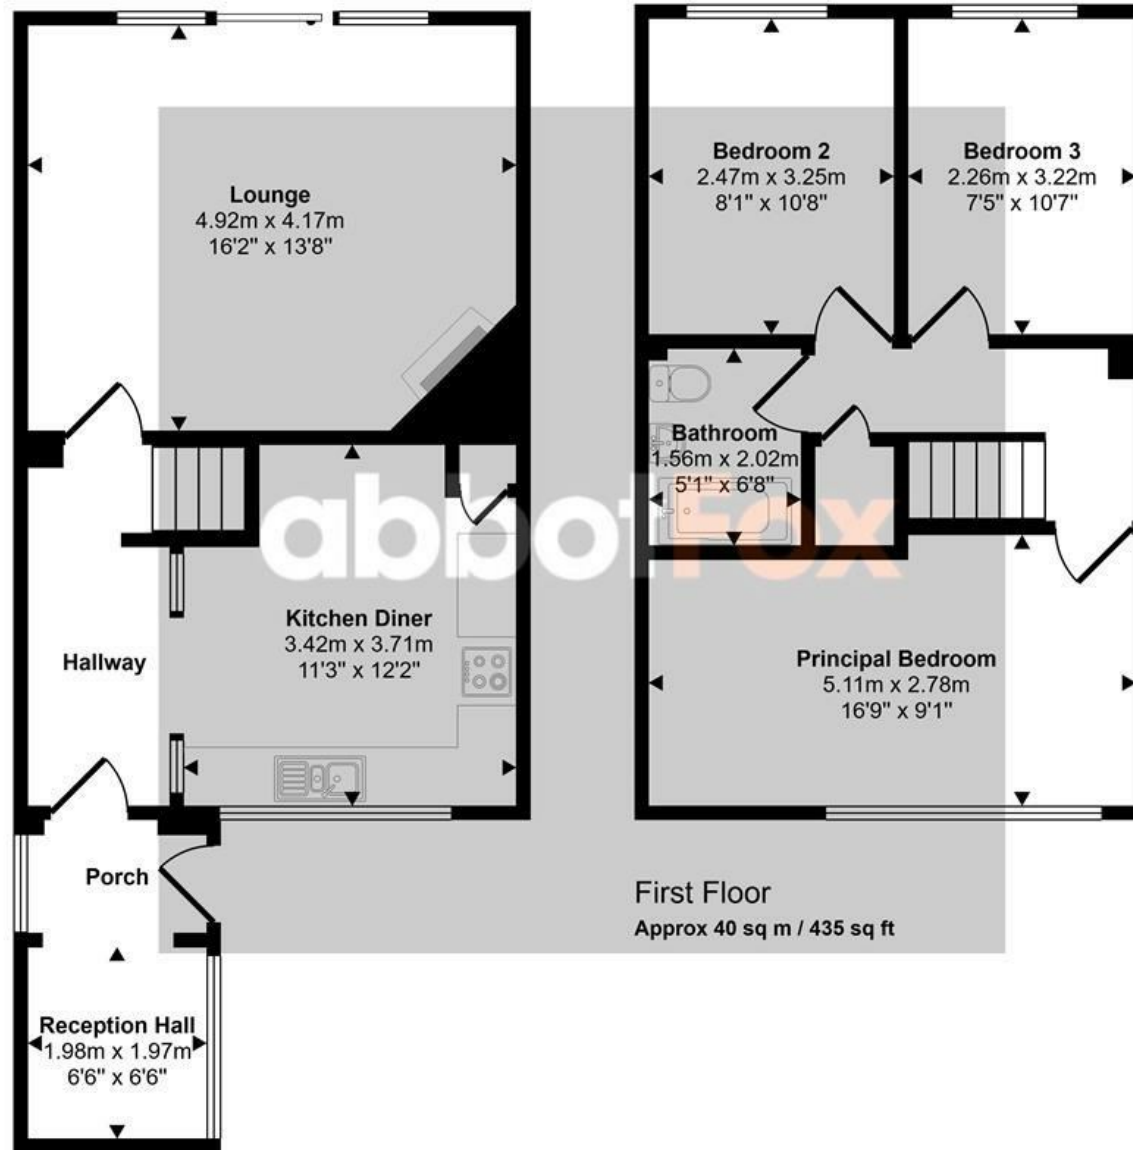 Lounge
4.92m x 4.17m
16'2" x 13'8"
Kitchen Diner
3.42m x 3.71m
11'3" x 12'2"
Hallway
Porch
Reception Hall
1.98m x 1.97m
6'6" x 6'6"
Bedroom 2
2.47m x 3.25m
8'1" x 10'8"
Bedroom 3
2.26m x 3.22m
7'5" x 10'7"
Bathroom
1.56m x 2.02m
5'1" x 6'8"
Principal Bedroom
5.11m x 2.78m
16'9" x 9'1"
First Floor
Approx 40 sq m / 435 sq ft
abbotFox